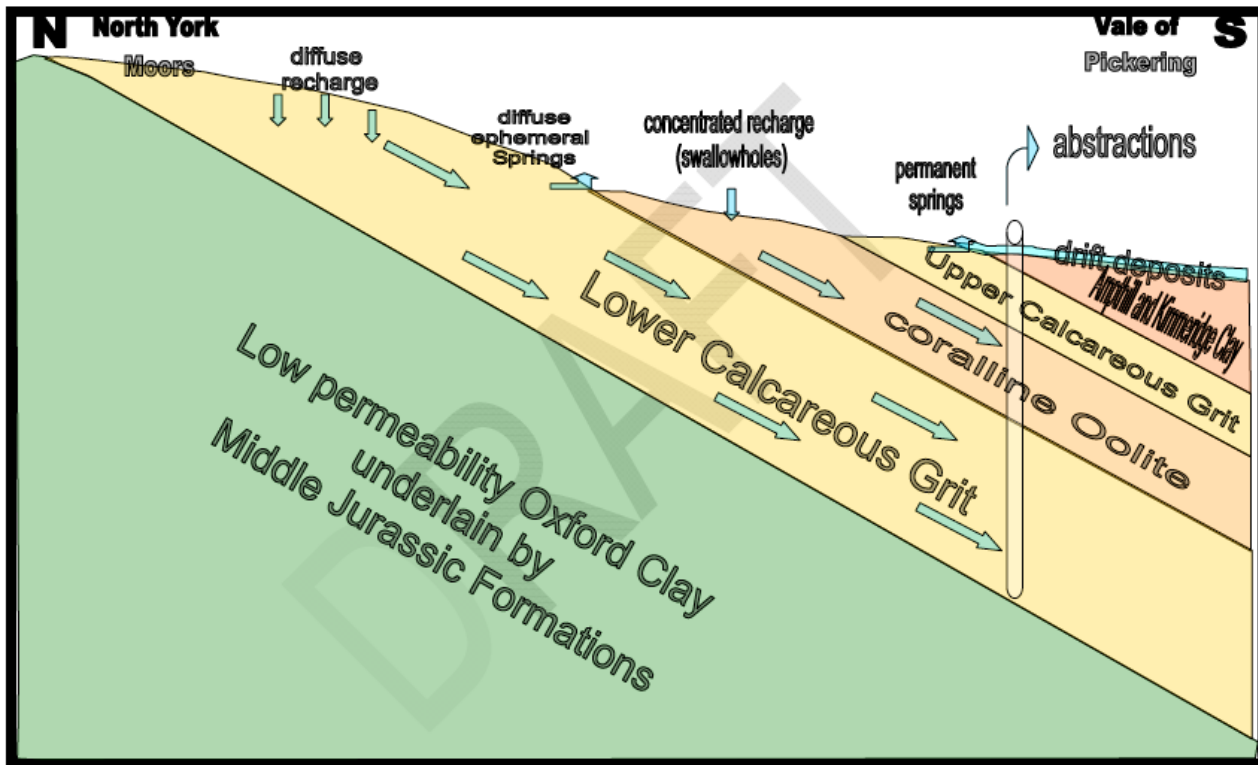 N North York Moors
Vale of Pickering S
diffuse
recharge
diffuse
ephemeral
Springs
concentrated recharge
(swallowholes)
permanent
springs
abstractions
drift deposits
Ampthill and Kimmeridge Clay
Upper Calcareous Grit
coralline Oolite
Lower Calcareous Grit
Low permeability Oxford Clay
underlain by
Middle Jurassic Formations
DRAFT